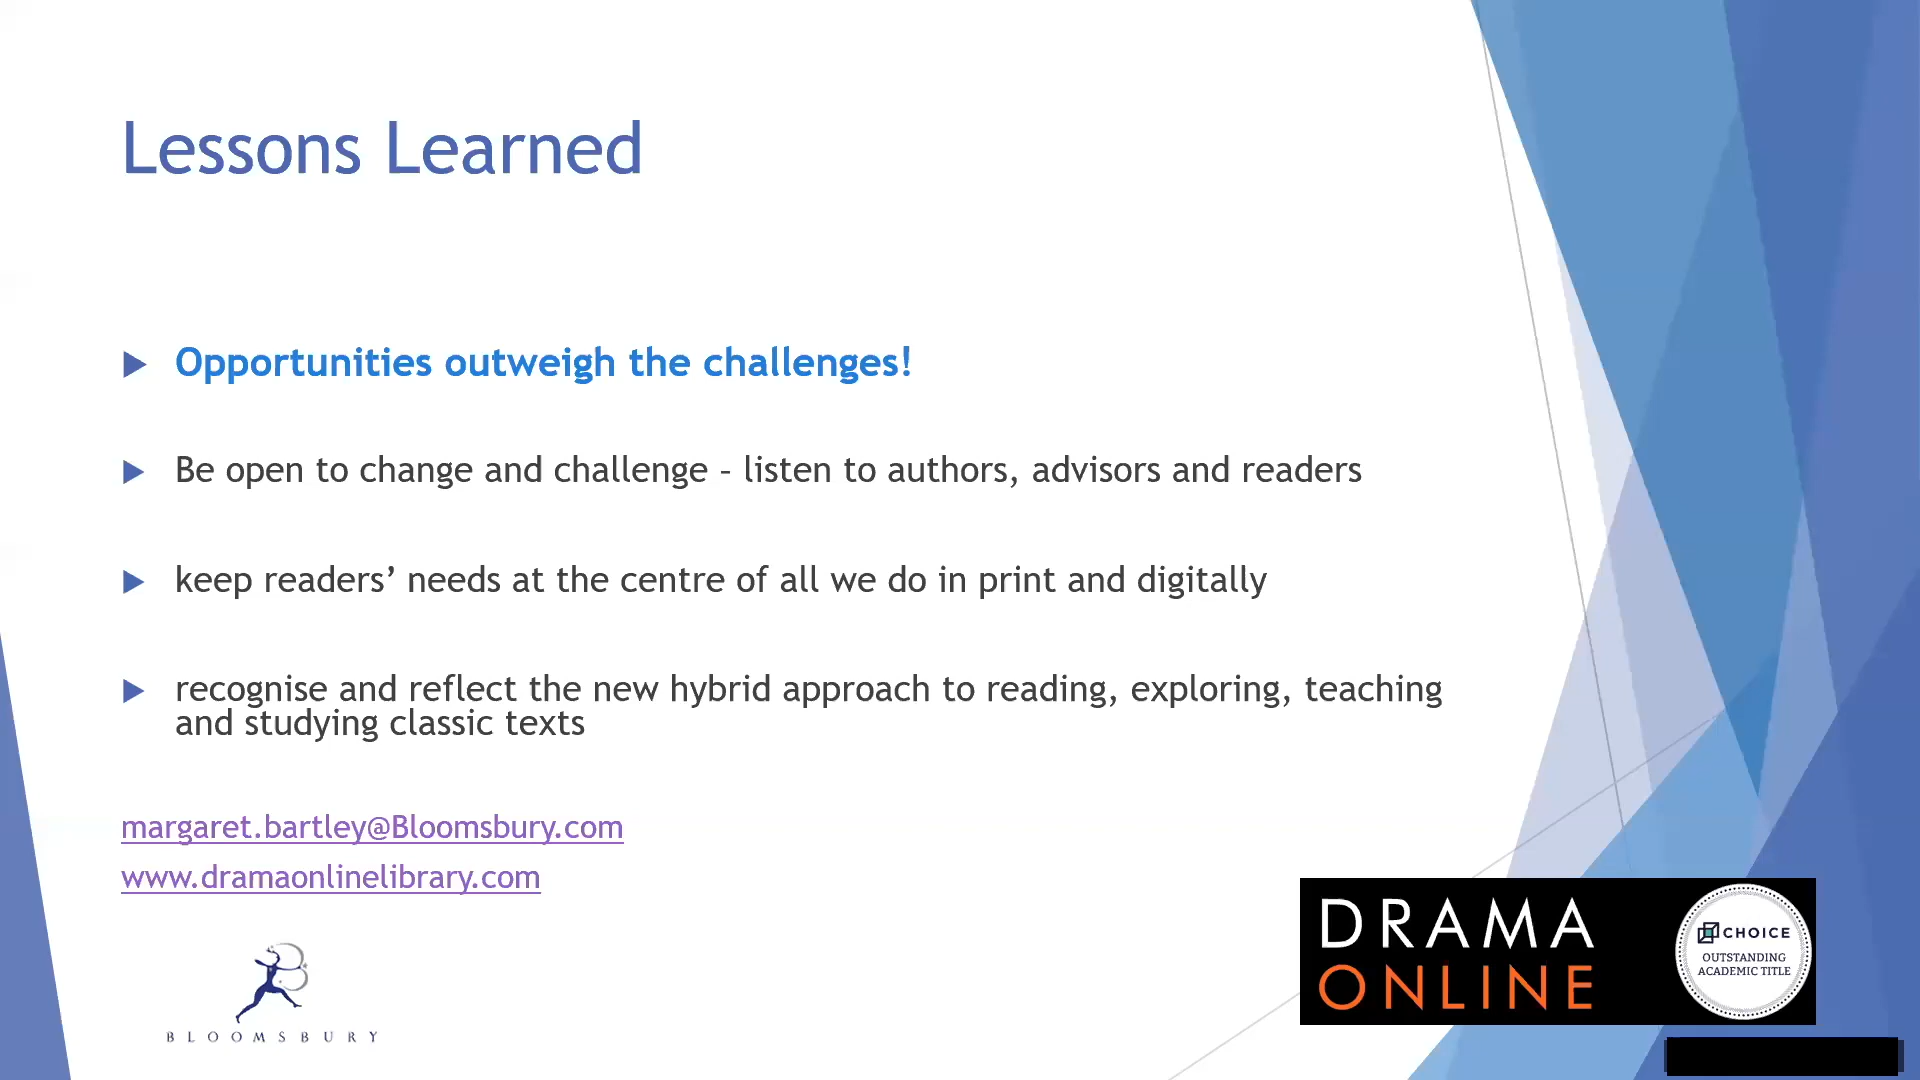 Lessons Learned
Opportunities outweigh the challenges!
Be open to change and challenge – listen to authors, advisors and readers
keep readers’ needs at the centre of all we do in print and digitally
recognise and reflect the new hybrid approach to reading, exploring, teaching
and studying classic texts
margaret.bartley@Bloomsbury.com
www.dramaonlinelibrary.com
BLOOMSBURY
DRAMA
ONLINE
CHOICE
OUTSTANDING
ACADEMIC TITLE